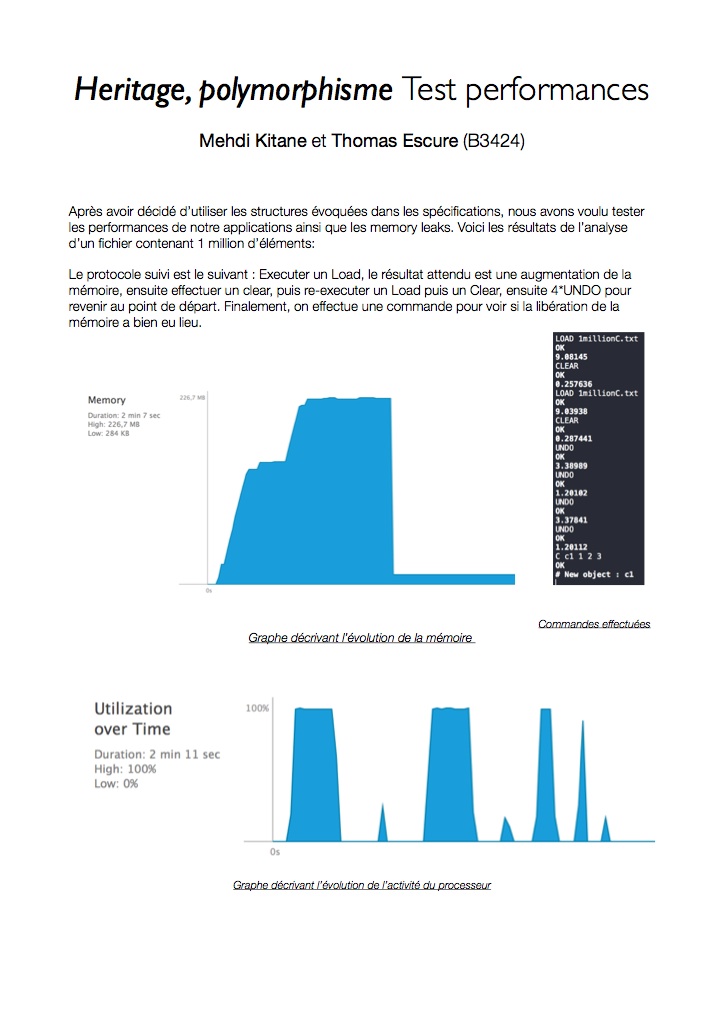 Heritage, polymorphisme Test performances
Mehdi Kitane et Thomas Escure (B3424)
Après avoir décidé d'utiliser les structures évoquées dans les spécifications, nous avons voulu tester
les performances de notre applications ainsi que les memory leaks. Voici les résultats de l'analyse
d'un fichier contenant 1 million d'éléments:
Le protocole suivi est le suivant : Executer un Load, le résultat attendu est une augmentation de la
mémoire, ensuite effectuer un clear, puis re-executer un Load puis un Clear, ensuite 4*UNDO pour
revenir au point de départ. Finalement, on effectue une commande pour voir si la libération de la
mémoire a bien eu lieu.
Memory
Duration: 2 min 7 sec
High: 226,7 MB
Low: 284 KB
226,7 MB
0s
LOAD 1millionC.txt
OK
9.08145
CLEAR
OK
0.257636
LOAD 1millionC.txt
OK
9.03938
CLEAR
OK
0.287441
UNDO
OK
3.38989
UNDO
OK
1.20102
UNDO
OK
3.37841
UNDO
OK
1.20112
C c1 1 2 3
OK
# New object : c1
Commandes effectuées
Graphe décrivant l'évolution de la mémoire
Utilization
over Time
Duration: 2 min 11 sec
High: 100%
Low: 0%
100%
0s
Graphe décrivant l'évolution de l'activité du processeur